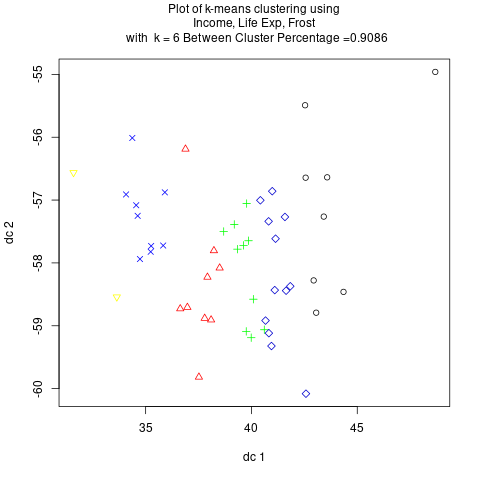 Plot of k-means clustering using
Income, Life Exp, Frost
with k = 6 Between Cluster Percentage =0.9086
-55
-56
-57
-58
-59
-60
dc 2
35 40 45
dc 1